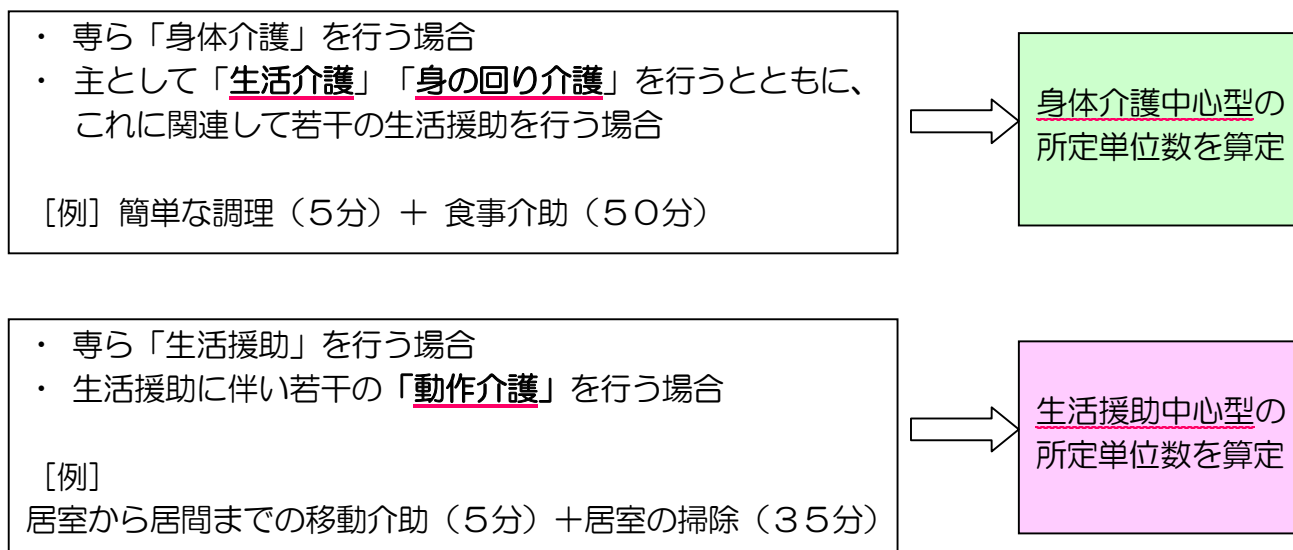 ・ 専ら「身体介護」を行う場合
・ 主として「生活介護」「身の回り介護」を行うとともに、
これに関連して若干の生活援助を行う場合
［例］簡単な調理（５分）＋ 食事介助（５０分）
身体介護中心型の
所定単位数を算定
・ 専ら「生活援助」を行う場合
・ 生活援助に伴い若干の「動作介護」を行う場合
［例］
居室から居間までの移動介助（５分）＋居室の掃除（３５分）
生活援助中心型の
所定単位数を算定